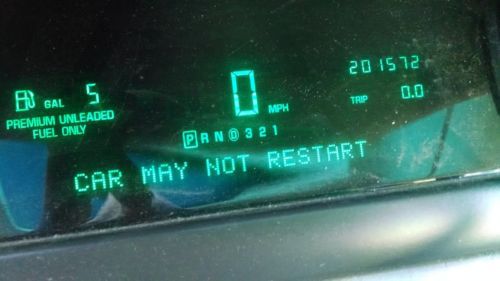 201572
GAL 5
0 MPH
TRIP 0.0
PREMIUM UNLEADED
FUEL ONLY
P R N D 3 2 1
CAR MAY NOT RESTART